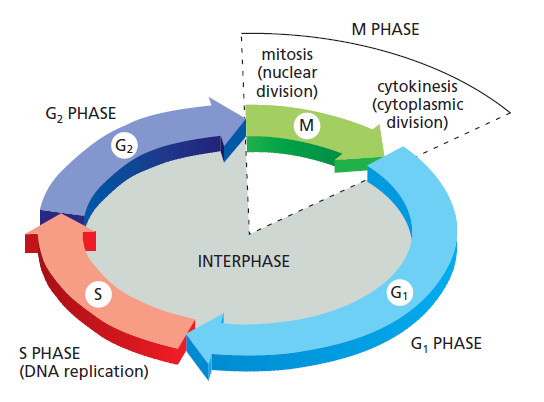 M PHASE
mitosis
(nuclear
division)
cytokinesis
(cytoplasmic
division)
G₂ PHASE
M
G₂
INTERPHASE
S
G₁
G₁ PHASE
S PHASE
(DNA replication)